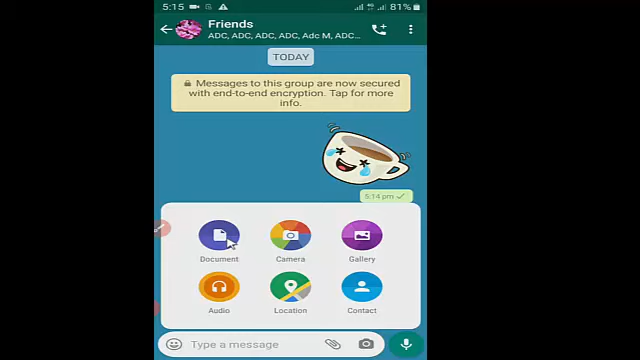 5:15
81%
Friends
ADC, ADC, ADC, ADC, Adc M, ADC...
TODAY
Messages to this group are now secured
with end-to-end encryption. Tap for more
info.
5:14 pm
Document
Camera
Gallery
Audio
Location
Contact
Type a message